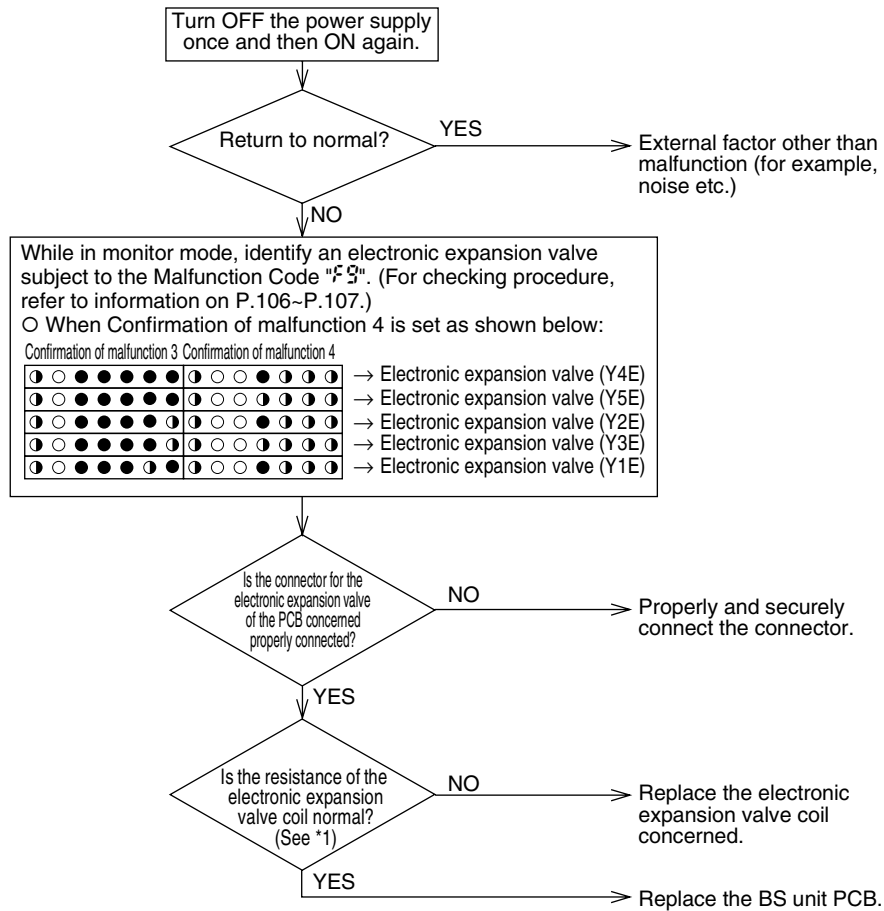 Turn OFF the power supply
once and then ON again.
Return to normal?
YES
External factor other than
malfunction (for example,
noise etc.)
NO
While in monitor mode, identify an electronic expansion valve
subject to the Malfunction Code "F9". (For checking procedure,
refer to information on P.106~P.107.)
○ When Confirmation of malfunction 4 is set as shown below:
Confirmation of malfunction 3 Confirmation of malfunction 4
◑ ○ ● ● ● ● ● ◑ ○ ○ ● ◑ ◑ ◑ → Electronic expansion valve (Y4E)
◑ ○ ● ● ● ● ● ◑ ○ ○ ◑ ◑ ◑ ◑ → Electronic expansion valve (Y5E)
◑ ○ ● ● ● ● ◑ ◑ ○ ○ ● ◑ ◑ ◑ → Electronic expansion valve (Y2E)
◑ ○ ● ● ● ● ◑ ◑ ○ ○ ◑ ◑ ◑ ◑ → Electronic expansion valve (Y3E)
◑ ○ ● ● ● ◑ ● ◑ ○ ○ ● ◑ ◑ ◑ → Electronic expansion valve (Y1E)
Is the connector for the
electronic expansion valve
of the PCB concerned
properly connected?
NO
Properly and securely
connect the connector.
YES
Is the resistance of the
electronic expansion
valve coil normal?
(See *1)
NO
Replace the electronic
expansion valve coil
concerned.
YES
Replace the BS unit PCB.